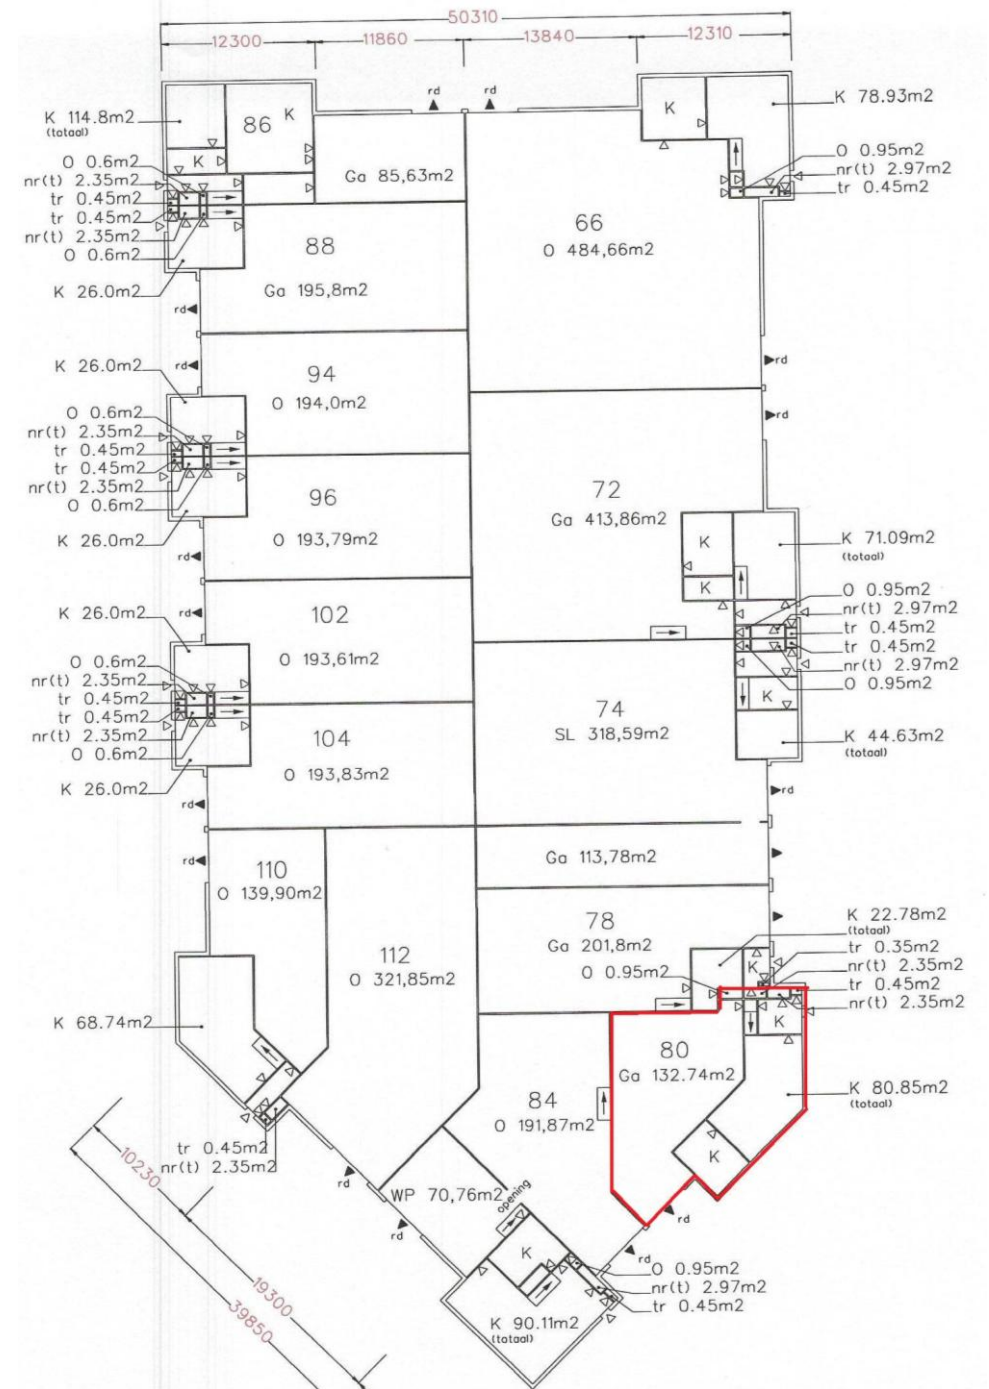 50310
12300
11860
13840
12310
rd
rd
K 114.8m2
(totaal)
86
K
K
K 78.93m2
O 0.6m2
K
nr(t) 2.35m2
tr 0.45m2
tr 0.45m2
nr(t) 2.35m2
O 0.6m2
Ga 85,63m2
O 0.95m2
nr(t) 2.97m2
tr 0.45m2
66
O 484,66m2
88
Ga 195,8m2
K 26.0m2
rd
K 26.0m2
rd
rd
94
O 194,0m2
rd
O 0.6m2
nr(t) 2.35m2
tr 0.45m2
tr 0.45m2
nr(t) 2.35m2
O 0.6m2
K 26.0m2
96
O 193,79m2
72
Ga 413,86m2
K
K
K 71.09m2
(totaal)
rd
K 26.0m2
rd
102
O 193,61m2
O 0.95m2
nr(t) 2.97m2
tr 0.45m2
tr 0.45m2
nr(t) 2.97m2
O 0.95m2
O 0.6m2
nr(t) 2.35m2
tr 0.45m2
tr 0.45m2
nr(t) 2.35m2
O 0.6m2
K 26.0m2
104
O 193,83m2
74
SL 318,59m2
K
K 44.63m2
(totaal)
rd
rd
rd
110
O 139,90m2
Ga 113,78m2
112
O 321,85m2
78
Ga 201,8m2
O 0.95m2
K
K 22.78m2
(totaal)
tr 0.35m2
nr(t) 2.35m2
tr 0.45m2
nr(t) 2.35m2
K
K 68.74m2
80
Ga 132.74m2
K 80.85m2
(totaal)
84
O 191,87m2
K
tr 0.45m2
nr(t) 2.35m2
rd
WP 70,76m2
opening
rd
rd
rd
K
O 0.95m2
nr(t) 2.97m2
tr 0.45m2
K 90.11m2
(totaal)
10230
19300
39850